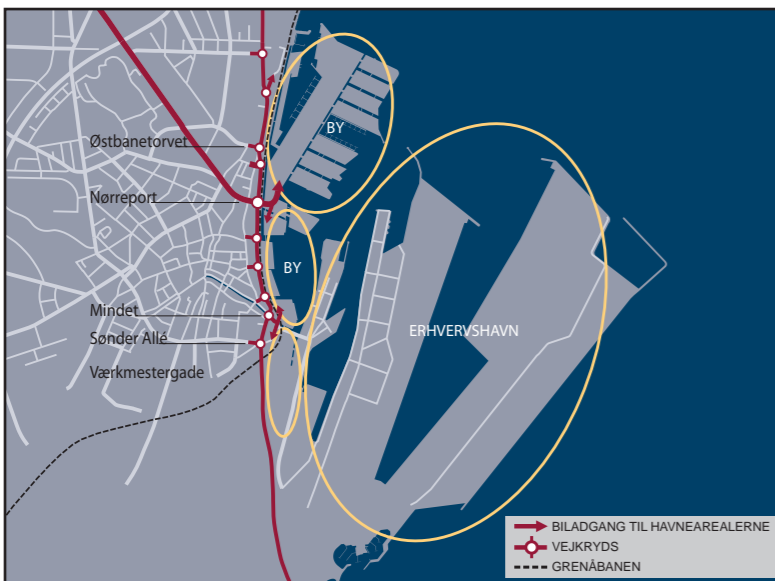 BY
Østbanetorvet
Nørreport
BY
Mindet
ERHVERVSHAVN
Sønder Allé
Værkmestergade
BILADGANG TIL HAVNEAREALERNE
VEJKRYDS
GRENÅBANEN